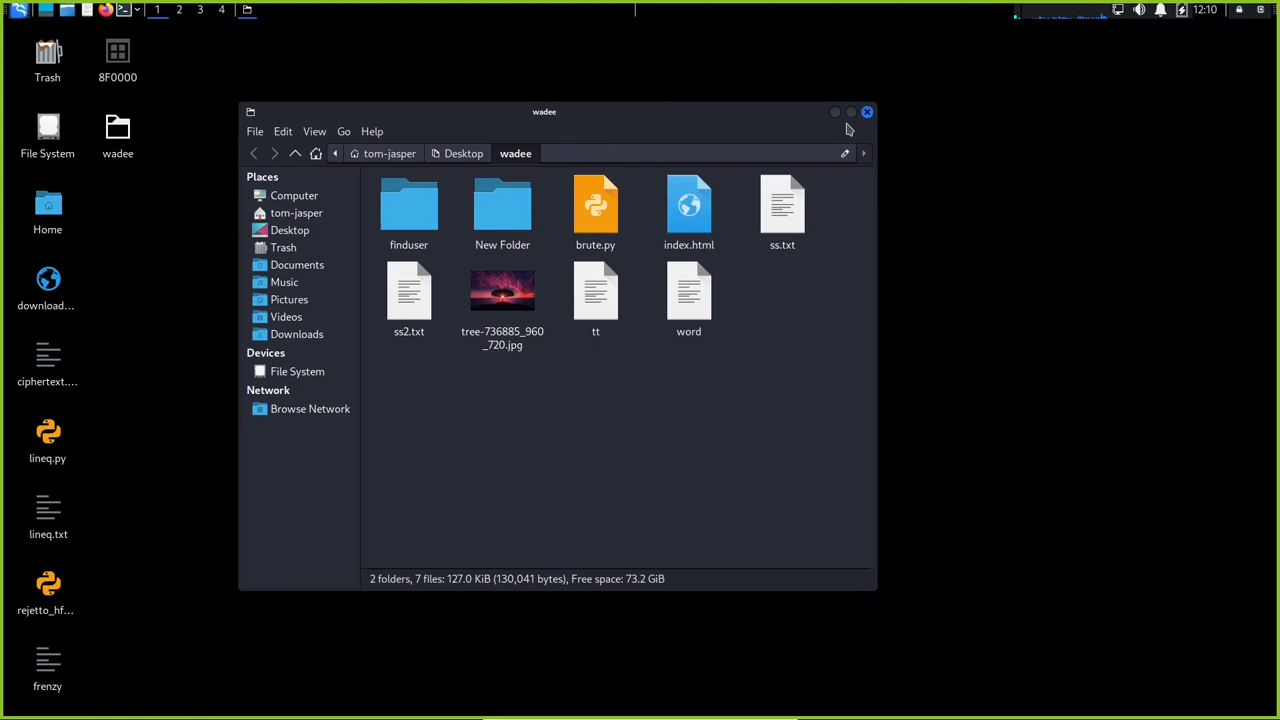 1 2 3 4
12:10
Trash
8F0000
File System
wadee
Home
download...
ciphertext....
lineq.py
lineq.txt
rejetto_hf...
frenzy
wadee
File Edit View Go Help
tom-jasper Desktop wadee
Places
Computer
tom-jasper
Desktop
Trash
Documents
Music
Pictures
Videos
Downloads
Devices
File System
Network
Browse Network
finduser
New Folder
brute.py
index.html
ss.txt
ss2.txt
tree-736885_960
_720.jpg
tt
word
2 folders, 7 files: 127.0 KiB (130,041 bytes), Free space: 73.2 GiB